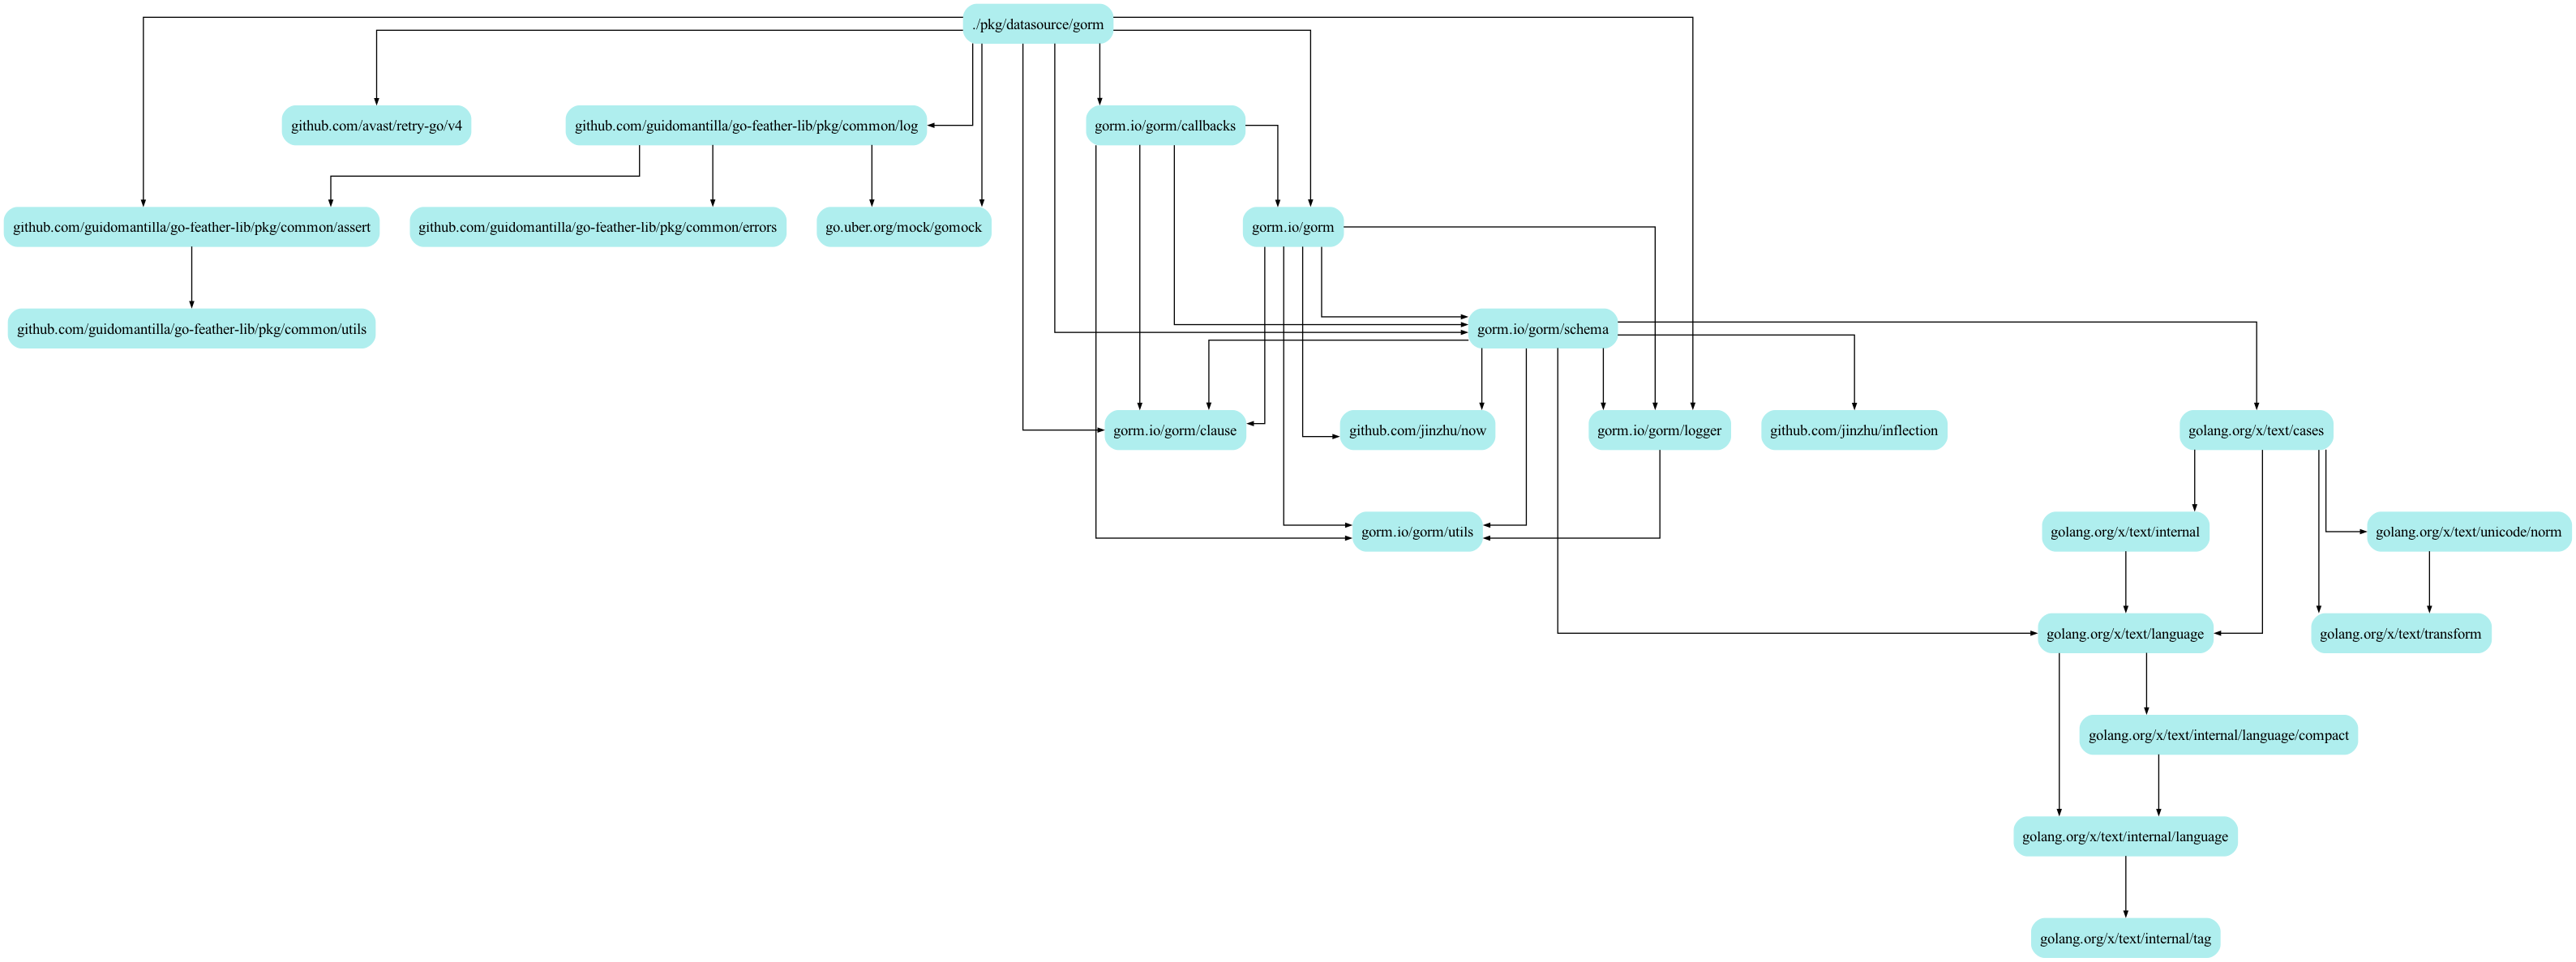 ./pkg/datasource/gorm
github.com/avast/retry-go/v4
github.com/guidomantilla/go-feather-lib/pkg/common/log
gorm.io/gorm/callbacks
github.com/guidomantilla/go-feather-lib/pkg/common/assert
github.com/guidomantilla/go-feather-lib/pkg/common/errors
go.uber.org/mock/gomock
gorm.io/gorm
github.com/guidomantilla/go-feather-lib/pkg/common/utils
gorm.io/gorm/schema
gorm.io/gorm/clause
github.com/jinzhu/now
gorm.io/gorm/logger
github.com/jinzhu/inflection
golang.org/x/text/cases
gorm.io/gorm/utils
golang.org/x/text/internal
golang.org/x/text/unicode/norm
golang.org/x/text/language
golang.org/x/text/transform
golang.org/x/text/internal/language/compact
golang.org/x/text/internal/language
golang.org/x/text/internal/tag